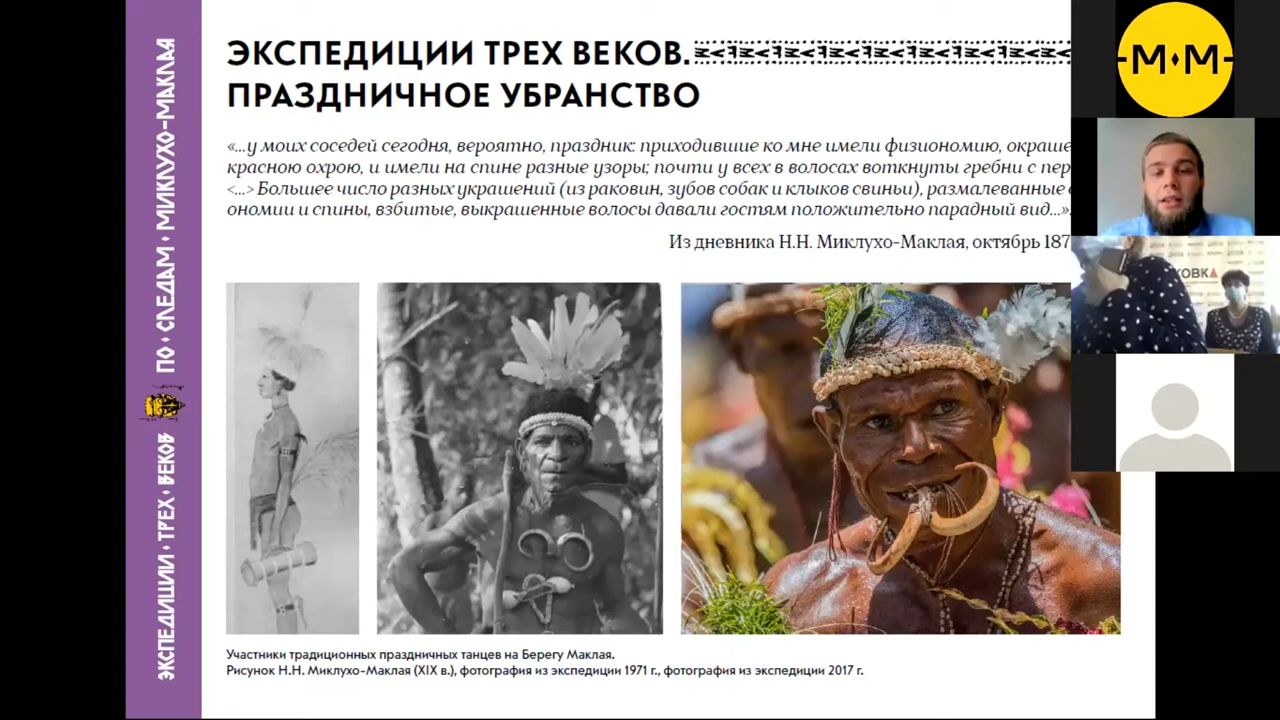 ЭКСПЕДИЦИИ ТРЕХ ВЕКОВ.
ПРАЗДНИЧНОЕ УБРАНСТВО
«...у моих соседей сегодня, вероятно, праздник: приходившие ко мне имели физиономию, окраше
красною охрою, и имели на спине разные узоры; почти у всех в волосах воткнуты гребни с пер
<...> Большее число разных украшений (из раковин, зубов собак и клыков свиньи), размалеванные
ономии и спины, взбитые, выкрашенные волосы давали гостям положительно парадный вид...»
Из дневника Н.Н. Миклухо-Маклая, октябрь 187
Участники традиционных праздничных танцев на Берегу Маклая.
Рисунок Н.Н. Миклухо-Маклая (XIX в.), фотография из экспедиции 1971 г., фотография из экспедиции 2017 г.
ЭКСПЕДИЦИИ • ТРЕХ • ВЕКОВ
ПО • СЛЕДАМ • МИКЛУХО-МАКЛАЯ
-М•М-
ХОВКА